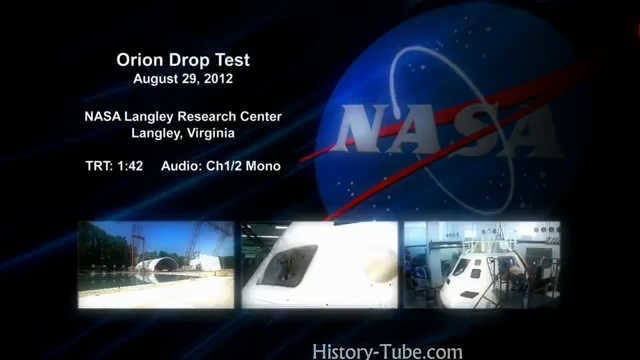 Orion Drop Test
August 29, 2012
NASA Langley Research Center
Langley, Virginia
TRT: 1:42 Audio: Ch1/2 Mono
NASA
History-Tube.com